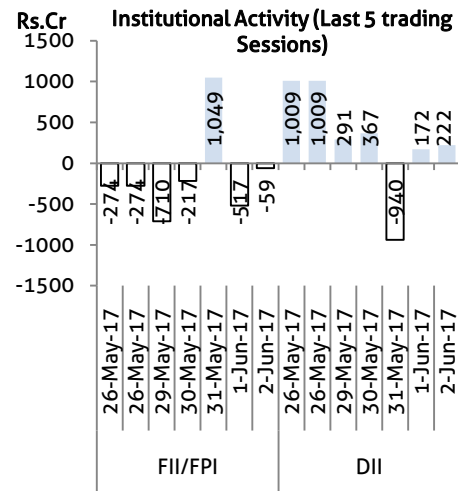 Rs.Cr
Institutional Activity (Last 5 trading
Sessions)
1500
1000
500
0
-500
-1000
-1500
-274
-274
-710
-217
1,049
-517
-59
1,009
1,009
291
367
-940
172
222
26-May-17
26-May-17
29-May-17
30-May-17
31-May-17
1-Jun-17
2-Jun-17
26-May-17
26-May-17
29-May-17
30-May-17
31-May-17
1-Jun-17
2-Jun-17
FII/FPI
DII